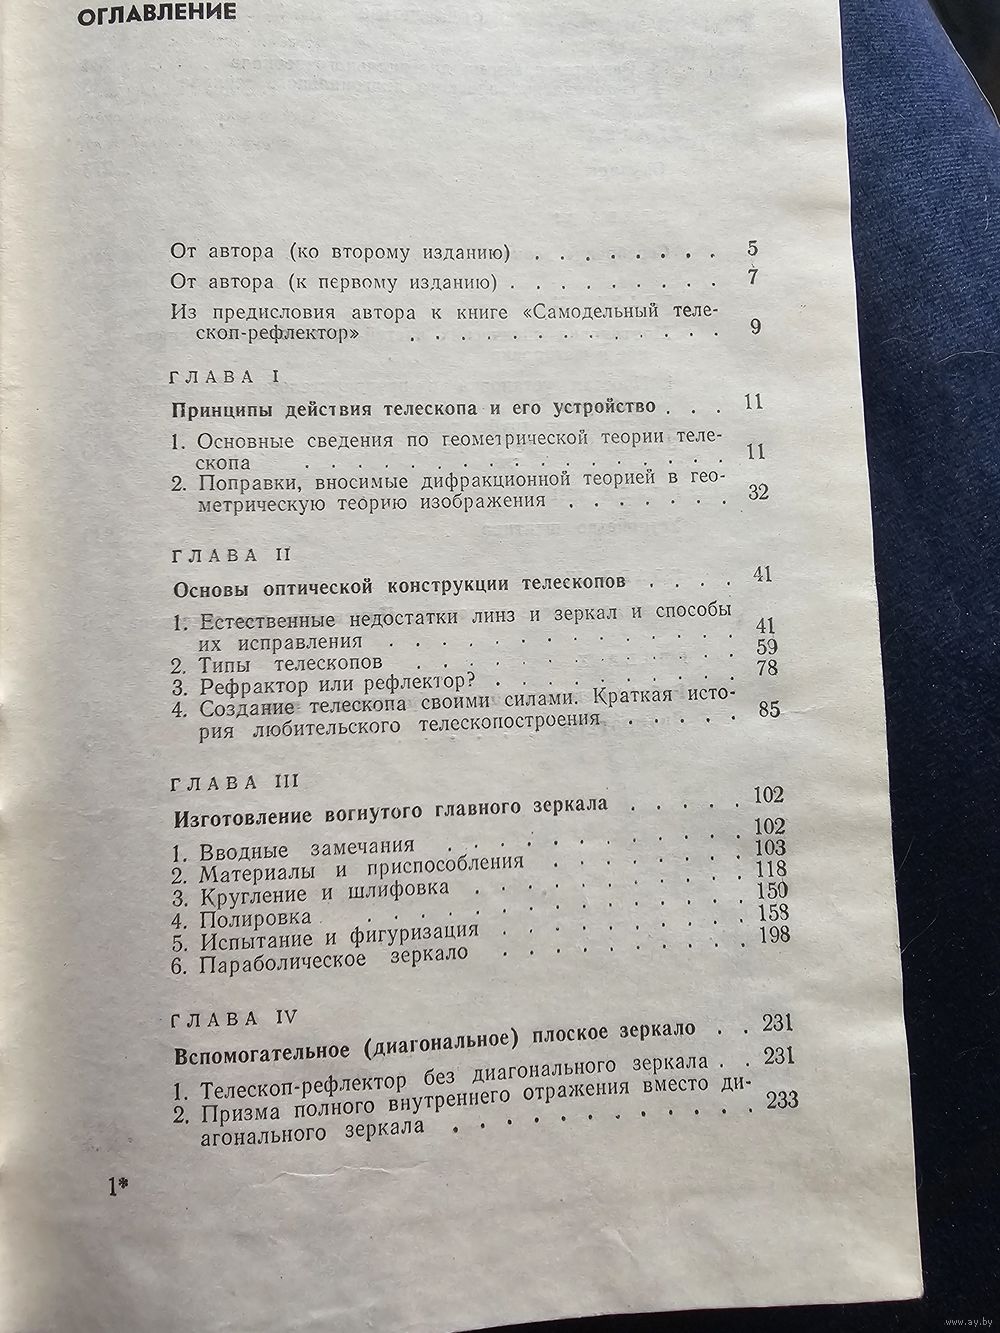 ОГЛАВЛЕНИЕ
От автора (ко второму изданию) . . . . . . . . 5
От автора (к первому изданию) . . . . . . . . . 7
Из предисловия автора к книге «Самодельный теле-
скоп-рефлектор» . . . . . . . . . . . . 9
ГЛАВА I
Принципы действия телескопа и его устройство . . . 11
1. Основные сведения по геометрической теории теле-
скопа . . . . . . . . . . . . . . . . 11
2. Поправки, вносимые дифракционной теорией в гео-
метрическую теорию изображения . . . . . . . 32
ГЛАВА II
Основы оптической конструкции телескопов . . . . 41
1. Естественные недостатки линз и зеркал и способы
их исправления . . . . . . . . . . . . . 41
2. Типы телескопов . . . . . . . . . . . . 59
3. Рефрактор или рефлектор? . . . . . . . . . 78
4. Создание телескопа своими силами. Краткая исто-
рия любительского телескопостроения . . . . . 85
ГЛАВА III
Изготовление вогнутого главного зеркала . . . . . 102
1. Вводные замечания . . . . . . . . . . . 102
2. Материалы и приспособления . . . . . . . . 103
3. Кругление и шлифовка . . . . . . . . . . 118
4. Полировка . . . . . . . . . . . . . . 150
5. Испытание и фигуризация . . . . . . . . . 158
6. Параболическое зеркало . . . . . . . . . 198
ГЛАВА IV
Вспомогательное (диагональное) плоское зеркало . . 231
1. Телескоп-рефлектор без диагонального зеркала . . 231
2. Призма полного внутреннего отражения вместо ди-
агонального зеркала . . . . . . . . . . . . 233
1*
www.ay.by